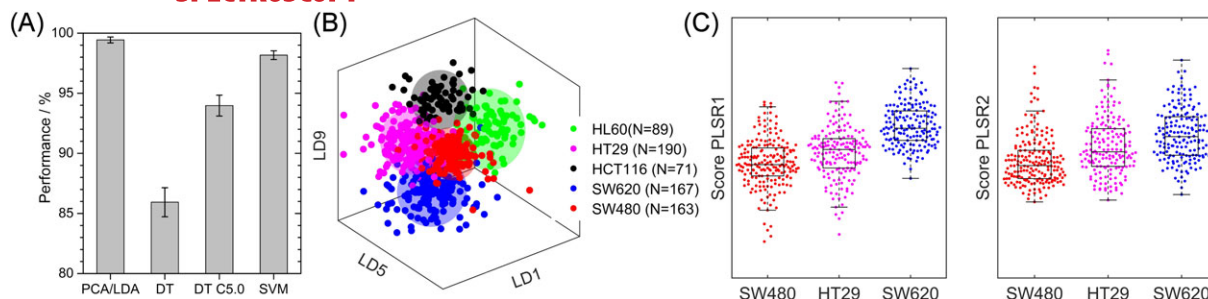 SPECTROSCOPY
(A)
100
95
90
85
80
Performance / %
PCA/LDA DT DT C5.0 SVM
(B)
LD9
LD5
LD1
HL60(N=89)
HT29 (N=190)
HCT116 (N=71)
SW620 (N=167)
SW480 (N=163)
(C)
Score PLSR1
SW480 HT29 SW620
Score PLSR2
SW480 HT29 SW620